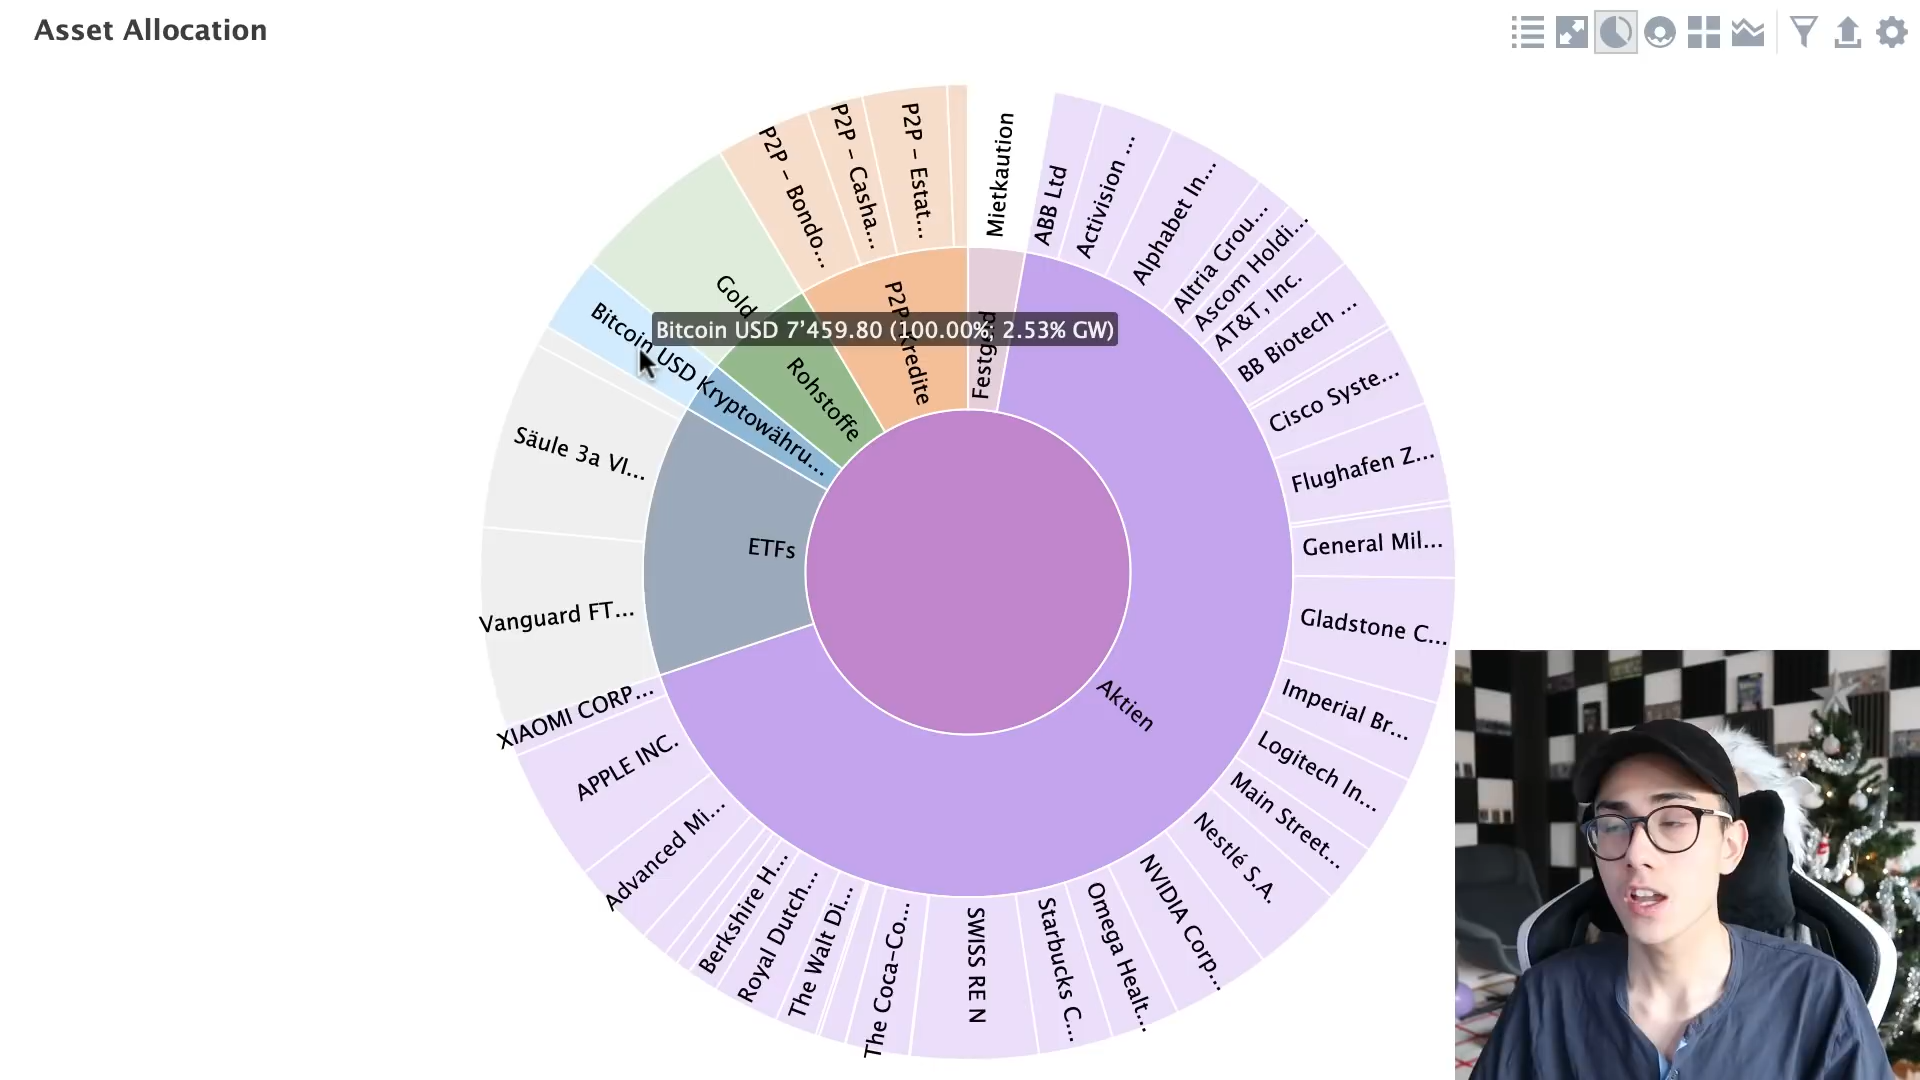 Asset Allocation
Mietkaution
ABB Ltd
Activision ...
Alphabet In...
Altria Grou...
Ascom Holdi...
AT&T, Inc.
BB Biotech ...
Cisco Syste...
Flughafen Z...
General Mil...
Gladstone C...
Imperial Br...
Logitech In...
Main Street...
Nestlé S.A.
NVIDIA Corp...
Omega Healt...
Starbucks C...
SWISS RE N
The Coca-Co...
The Walt Di...
Royal Dutch...
Berkshire H...
Advanced Mi...
APPLE INC.
XIAOMI CORP...
Vanguard FT...
Säule 3a VI...
Bitcoin USD
Gold
P2P - Bondo...
P2P - Casha...
P2P - Estat...
Bitcoin USD 7'459.80 (100.00%; 2.53% GW)
Festgeld
P2P Kredite
Rohstoffe
Kryptowähru...
ETFs
Aktien